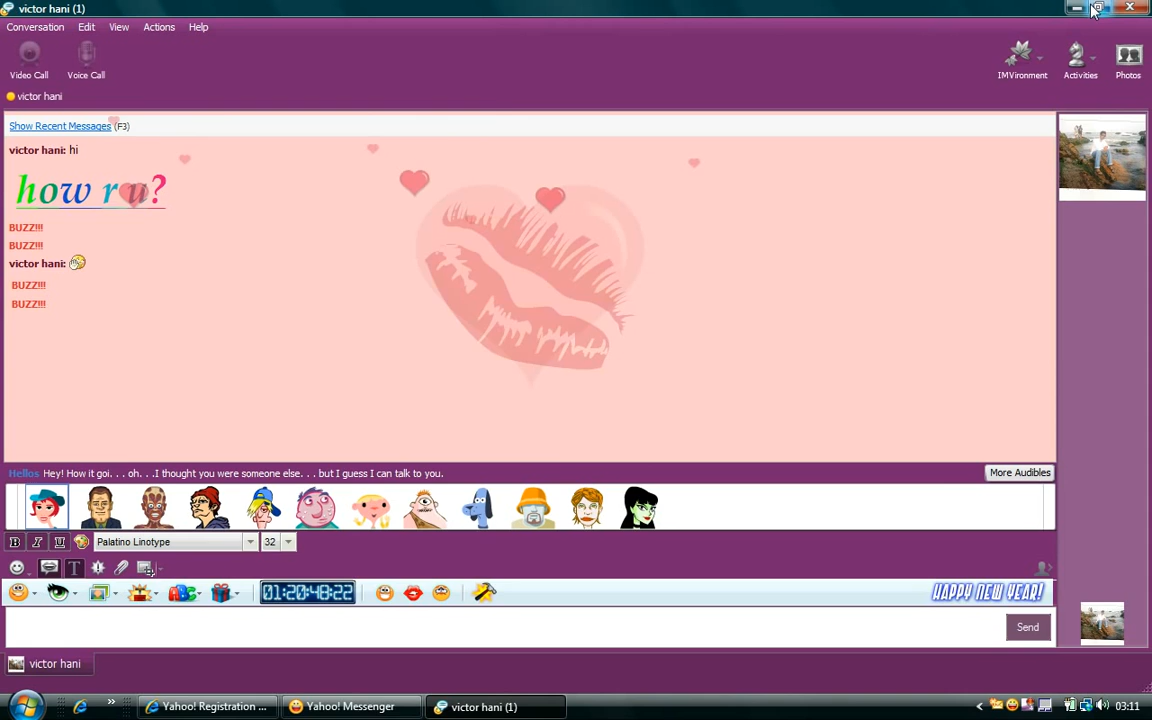 victor hani (1)
Conversation Edit View Actions Help
Video Call Voice Call IMVironment Activities Photos
victor hani
Show Recent Messages (F3)
victor hani: hi
how r u?
BUZZ!!!
BUZZ!!!
victor hani:
BUZZ!!!
BUZZ!!!
Hellos Hey! How it goi. . . oh. . .I thought you were someone else. . . but I guess I can talk to you. More Audibles
B I U Palatino Linotype 32
T
ABC 01:20:48:22 HAPPY NEW YEAR!
Send
victor hani
Yahoo! Registration ... Yahoo! Messenger victor hani (1) 03:11